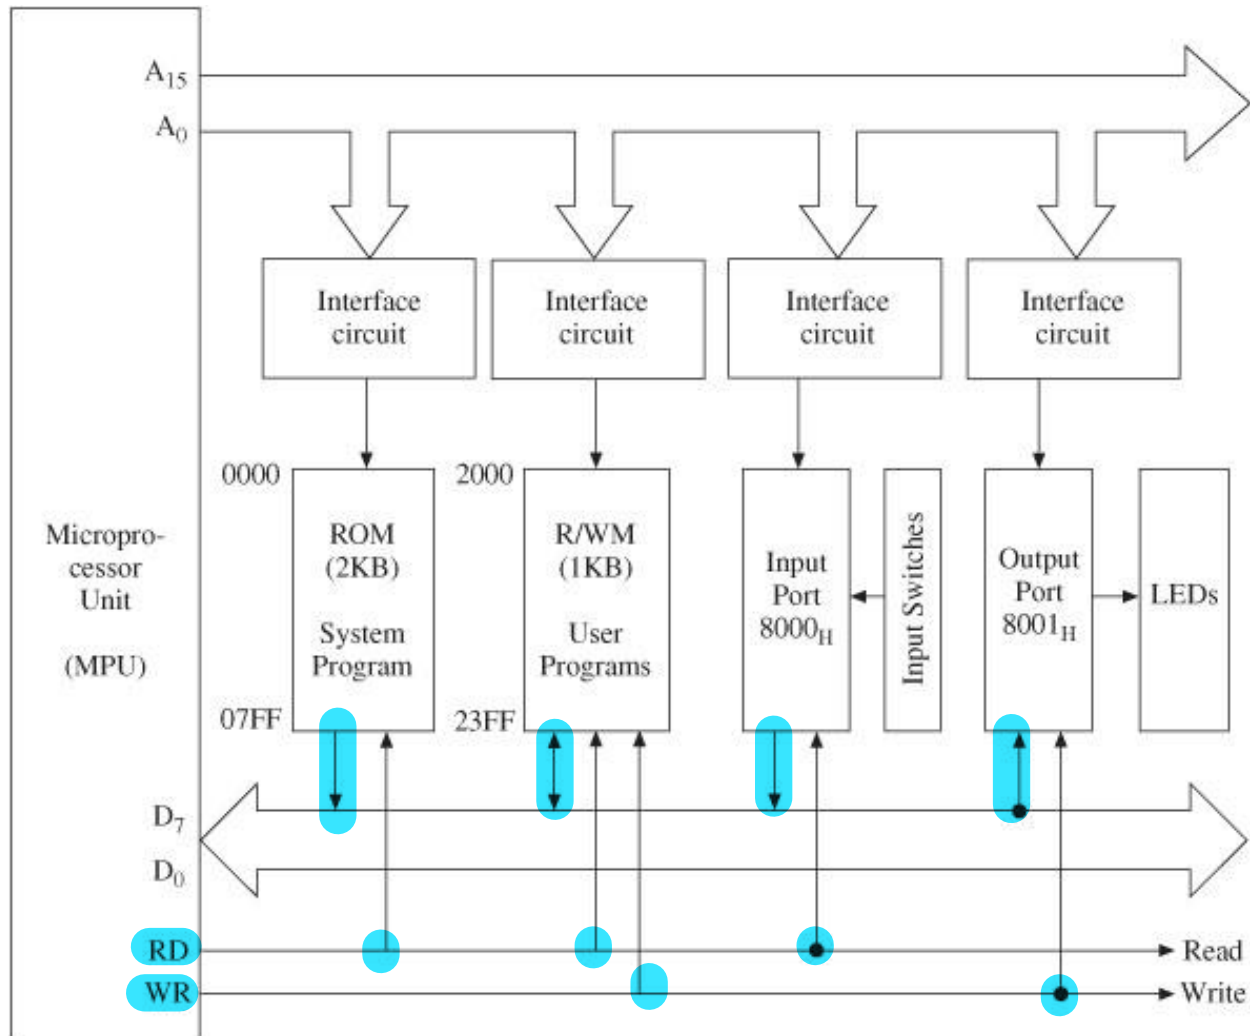 A15
A0
Interface
circuit
Interface
circuit
Interface
circuit
Interface
circuit
Micropro-
cessor
Unit
(MPU)
0000
ROM
(2KB)
System
Program
07FF
2000
R/WM
(1KB)
User
Programs
23FF
Input
Port
8000H
Input Switches
Output
Port
8001H
LEDs
D7
D0
RD
Read
WR
Write